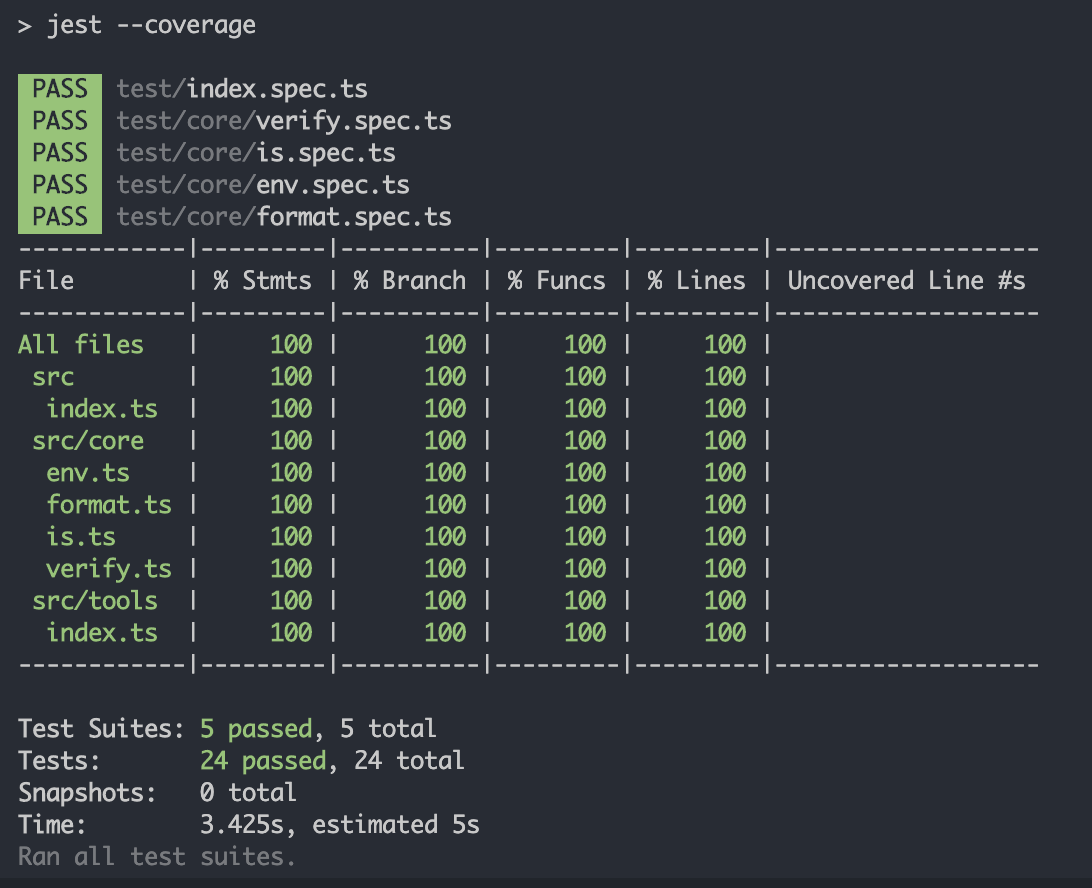 > jest --coverage
PASS test/index.spec.ts
PASS test/core/verify.spec.ts
PASS test/core/is.spec.ts
PASS test/core/env.spec.ts
PASS test/core/format.spec.ts
------------|---------|----------|---------|---------|-------------------
File        | % Stmts | % Branch | % Funcs | % Lines | Uncovered Line #s
------------|---------|----------|---------|---------|-------------------
All files   |     100 |      100 |     100 |     100 |
 src        |     100 |      100 |     100 |     100 |
  index.ts  |     100 |      100 |     100 |     100 |
 src/core   |     100 |      100 |     100 |     100 |
  env.ts    |     100 |      100 |     100 |     100 |
  format.ts |     100 |      100 |     100 |     100 |
  is.ts     |     100 |      100 |     100 |     100 |
  verify.ts |     100 |      100 |     100 |     100 |
 src/tools  |     100 |      100 |     100 |     100 |
  index.ts  |     100 |      100 |     100 |     100 |
------------|---------|----------|---------|---------|-------------------
Test Suites: 5 passed, 5 total
Tests:       24 passed, 24 total
Snapshots:   0 total
Time:        3.425s, estimated 5s
Ran all test suites.